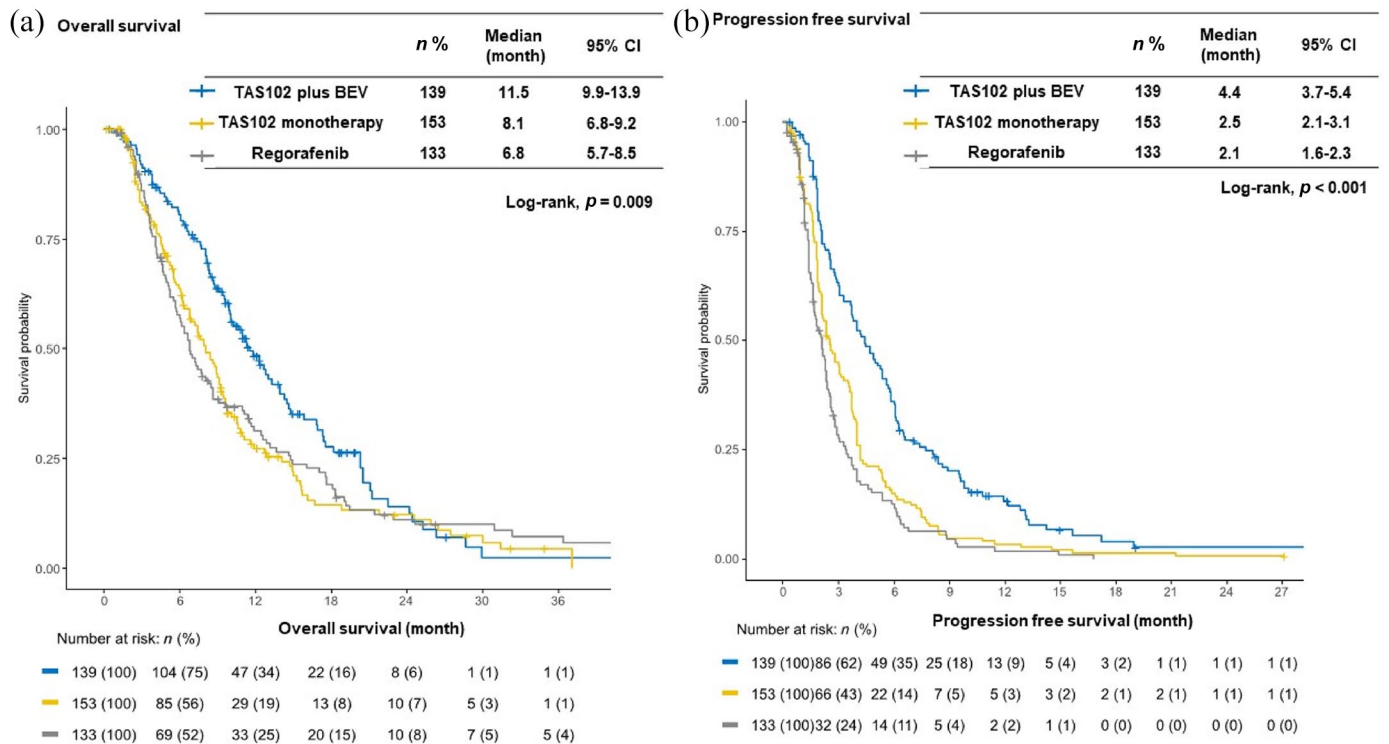 (a) Overall survival
n % Median (month) 95% CI
TAS102 plus BEV 139 11.5 9.9-13.9
TAS102 monotherapy 153 8.1 6.8-9.2
Regorafenib 133 6.8 5.7-8.5
Log-rank, p = 0.009
1.00
0.75
0.50
0.25
0.00
Survival probability
0 6 12 18 24 30 36
Overall survival (month)
Number at risk: n (%)
139 (100) 104 (75) 47 (34) 22 (16) 8 (6) 1 (1) 1 (1)
153 (100) 85 (56) 29 (19) 13 (8) 10 (7) 5 (3) 1 (1)
133 (100) 69 (52) 33 (25) 20 (15) 10 (8) 7 (5) 5 (4)
(b) Progression free survival
n % Median (month) 95% CI
TAS102 plus BEV 139 4.4 3.7-5.4
TAS102 monotherapy 153 2.5 2.1-3.1
Regorafenib 133 2.1 1.6-2.3
Log-rank, p < 0.001
1.00
0.75
0.50
0.25
0.00
Survival probability
0 3 6 9 12 15 18 21 24 27
Progression free survival (month)
Number at risk: n (%)
139 (100) 86 (62) 49 (35) 25 (18) 13 (9) 5 (4) 3 (2) 1 (1) 1 (1) 1 (1)
153 (100) 66 (43) 22 (14) 7 (5) 5 (3) 3 (2) 2 (1) 2 (1) 1 (1) 1 (1)
133 (100) 32 (24) 14 (11) 5 (4) 2 (2) 1 (1) 0 (0) 0 (0) 0 (0) 0 (0)